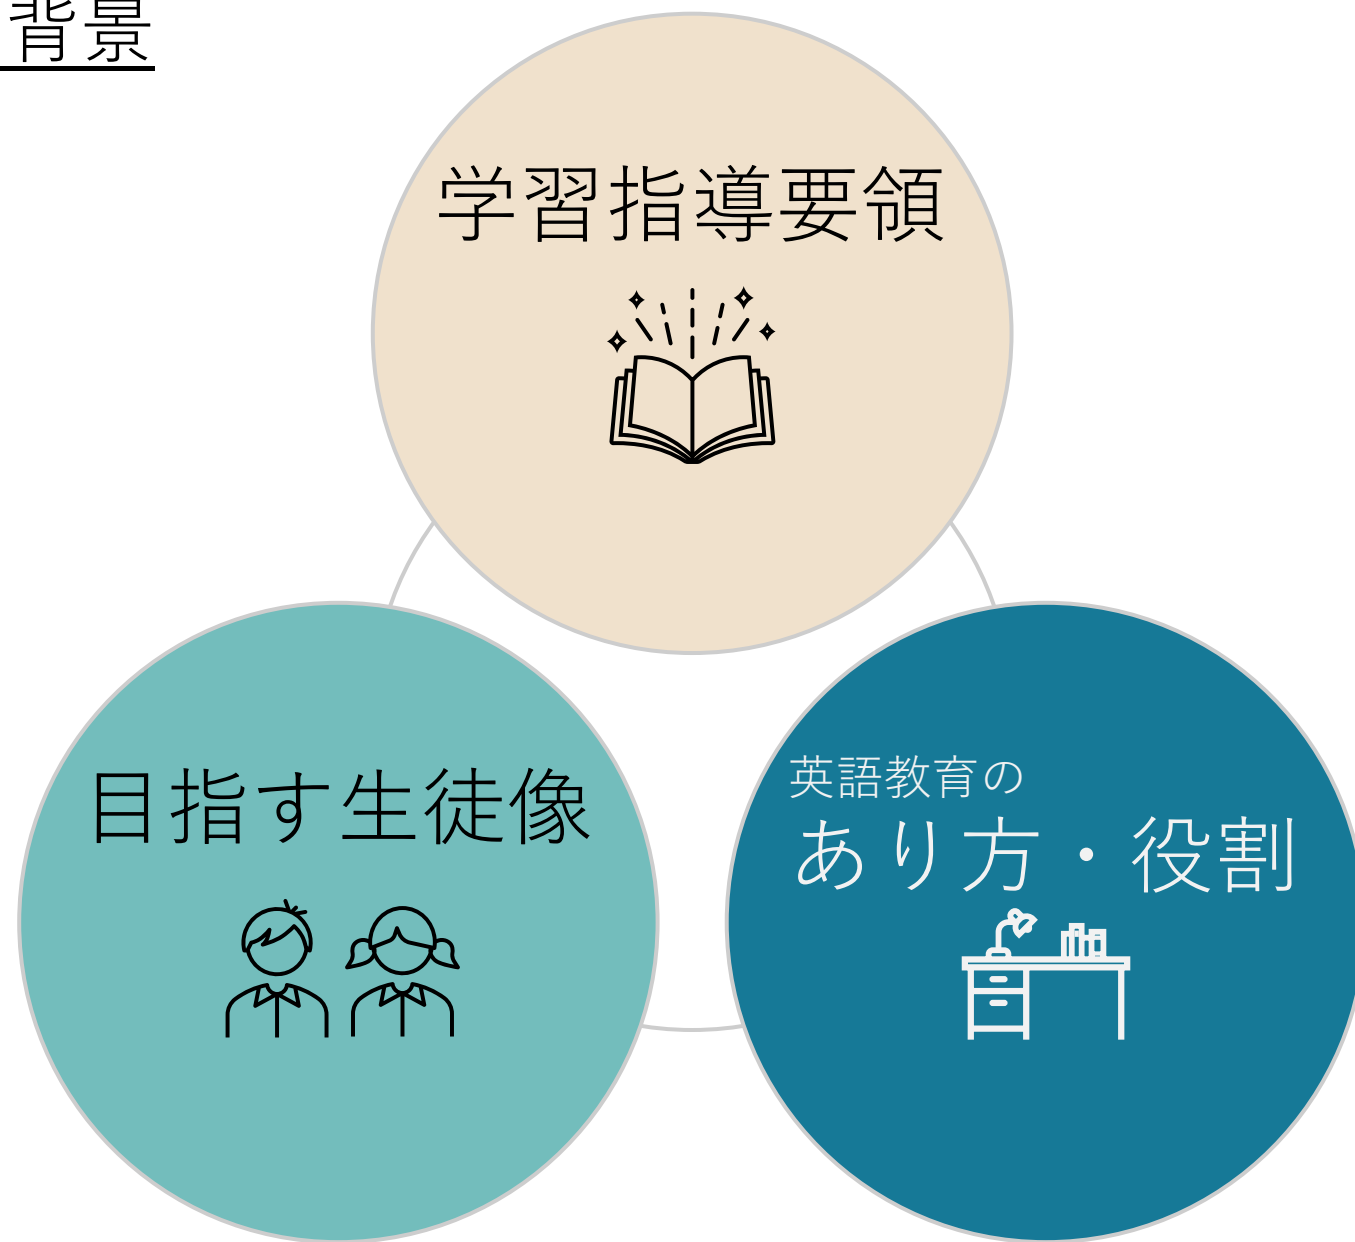 背景
学習指導要領
目指す生徒像
英語教育の
あり方・役割